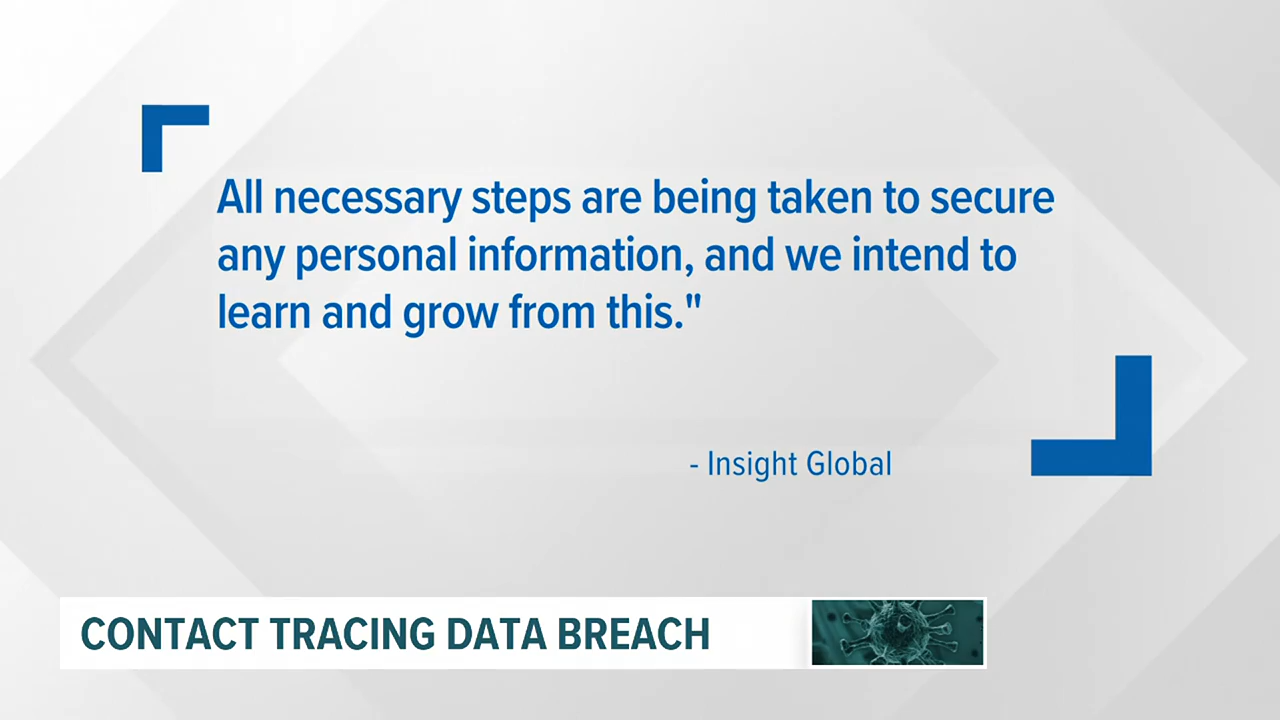 All necessary steps are being taken to secure
any personal information, and we intend to
learn and grow from this."
- Insight Global
CONTACT TRACING DATA BREACH